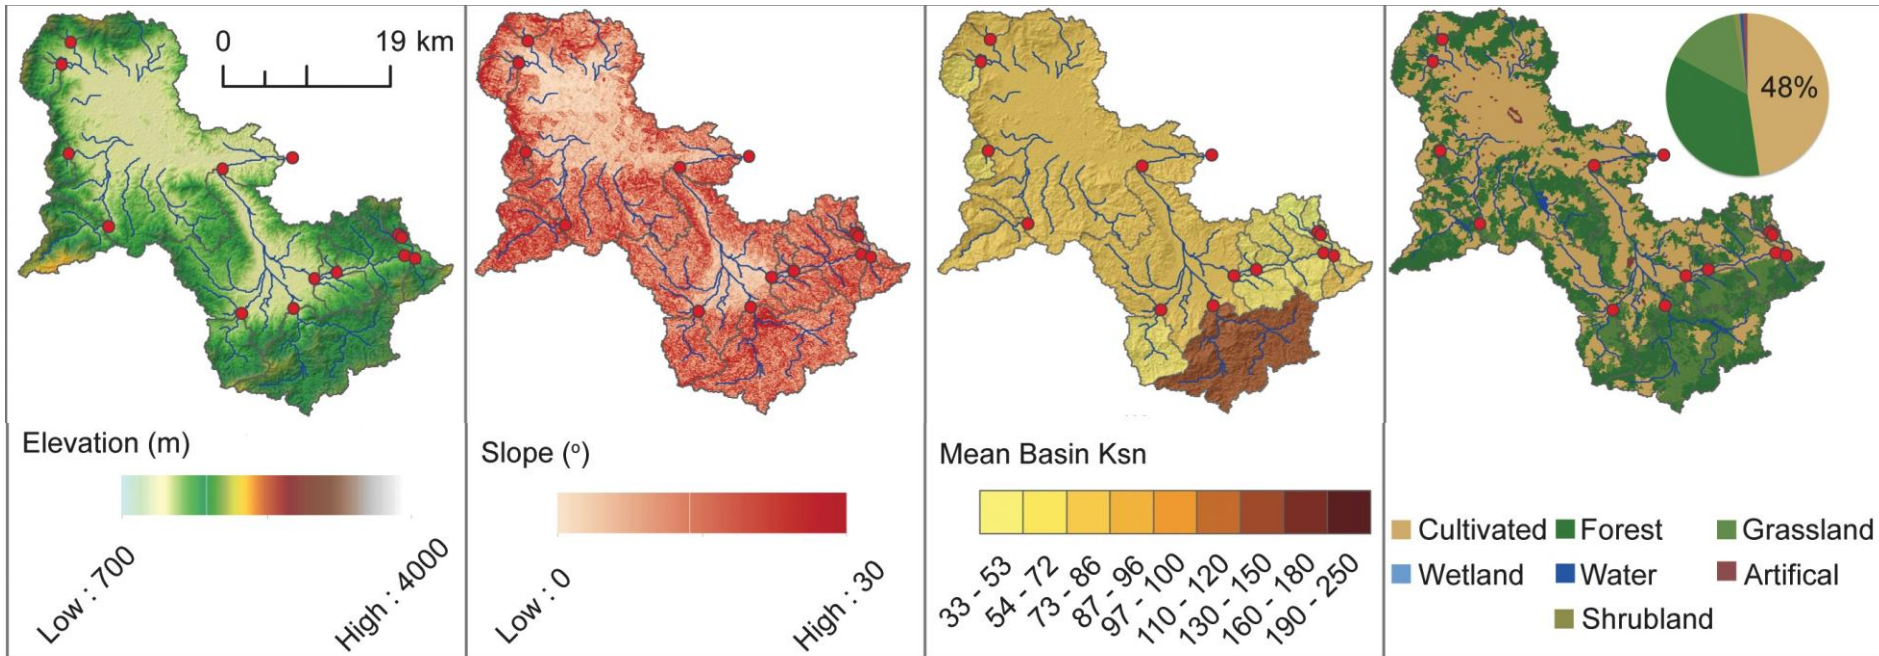 0 19 km
48%
Elevation (m)
Low : 700
High : 4000
Slope (º)
Low : 0
High : 30
Mean Basin Ksn
33 - 53
54 - 72
73 - 86
87 - 96
97 - 100
110 - 120
130 - 150
160 - 180
190 - 250
Cultivated Forest Grassland
Wetland Water Artifical
Shrubland